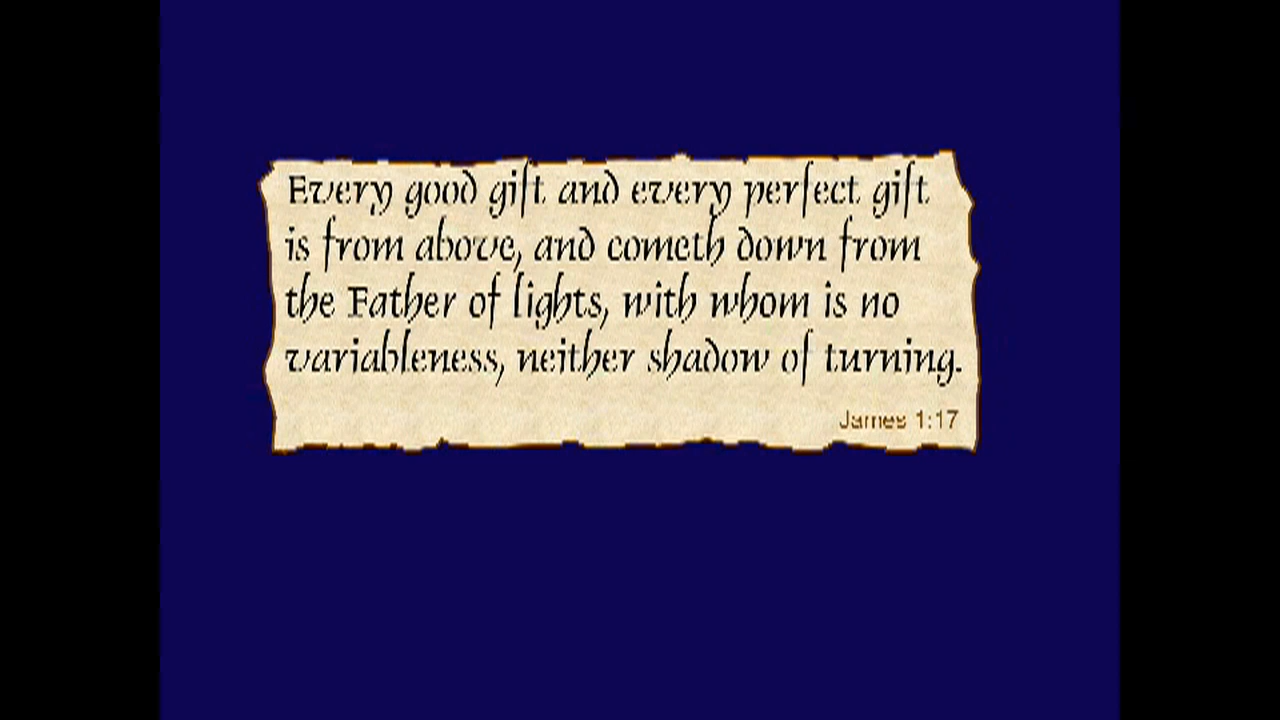 Every good gift and every perfect gift
is from above, and cometh down from
the Father of lights, with whom is no
variableness, neither shadow of turning.
James 1:17